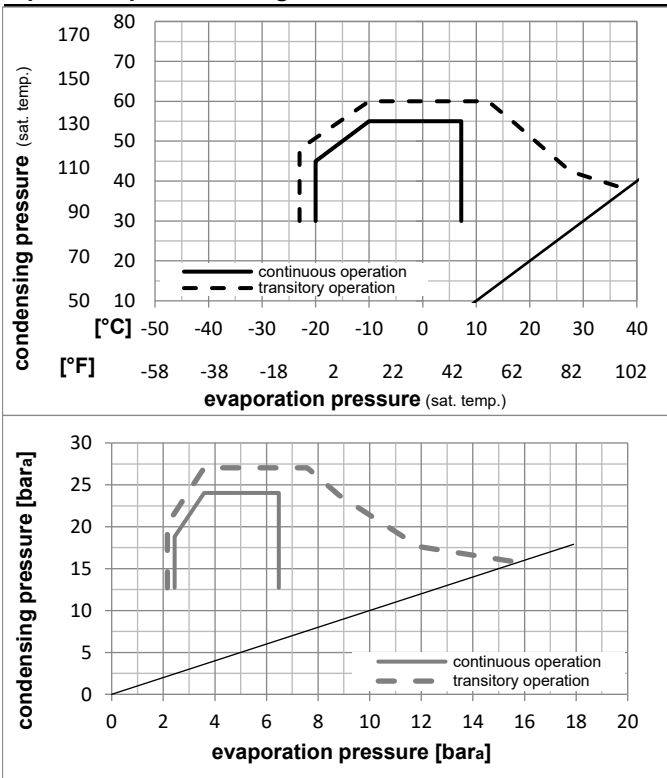 170 80
150 70
130 60
50
110 40
90 30
70 20
50 10
condensing pressure (sat. temp.)
continuous operation
transitory operation
[°C] -50 -40 -30 -20 -10 0 10 20 30 40
[°F] -58 -38 -18 2 22 42 62 82 102
evaporation pressure (sat. temp.)
30
25
20
15
10
5
0
condensing pressure [bara]
continuous operation
transitory operation
0 2 4 6 8 10 12 14 16 18 20
evaporation pressure [bara]